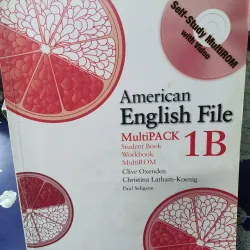 Self-Study MultiROM
with Video
American
English File
MultiPACK 1B
Student Book
Workbook
MultiROM
Clive Oxenden
Christina Latham-Koenig
Paul Seligson